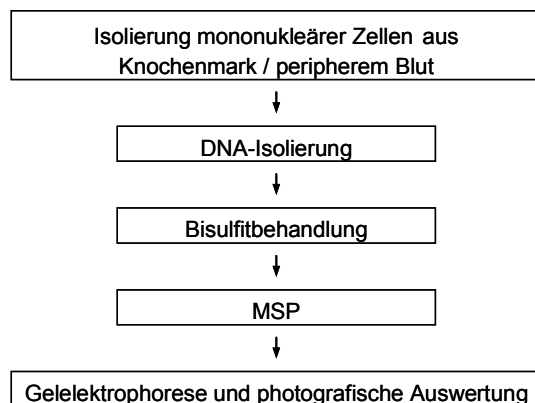 Isolierung mononukleärer Zellen aus
Knochenmark / peripherem Blut
DNA-Isolierung
Bisulfitbehandlung
MSP
Gelelektrophorese und photografische Auswertung